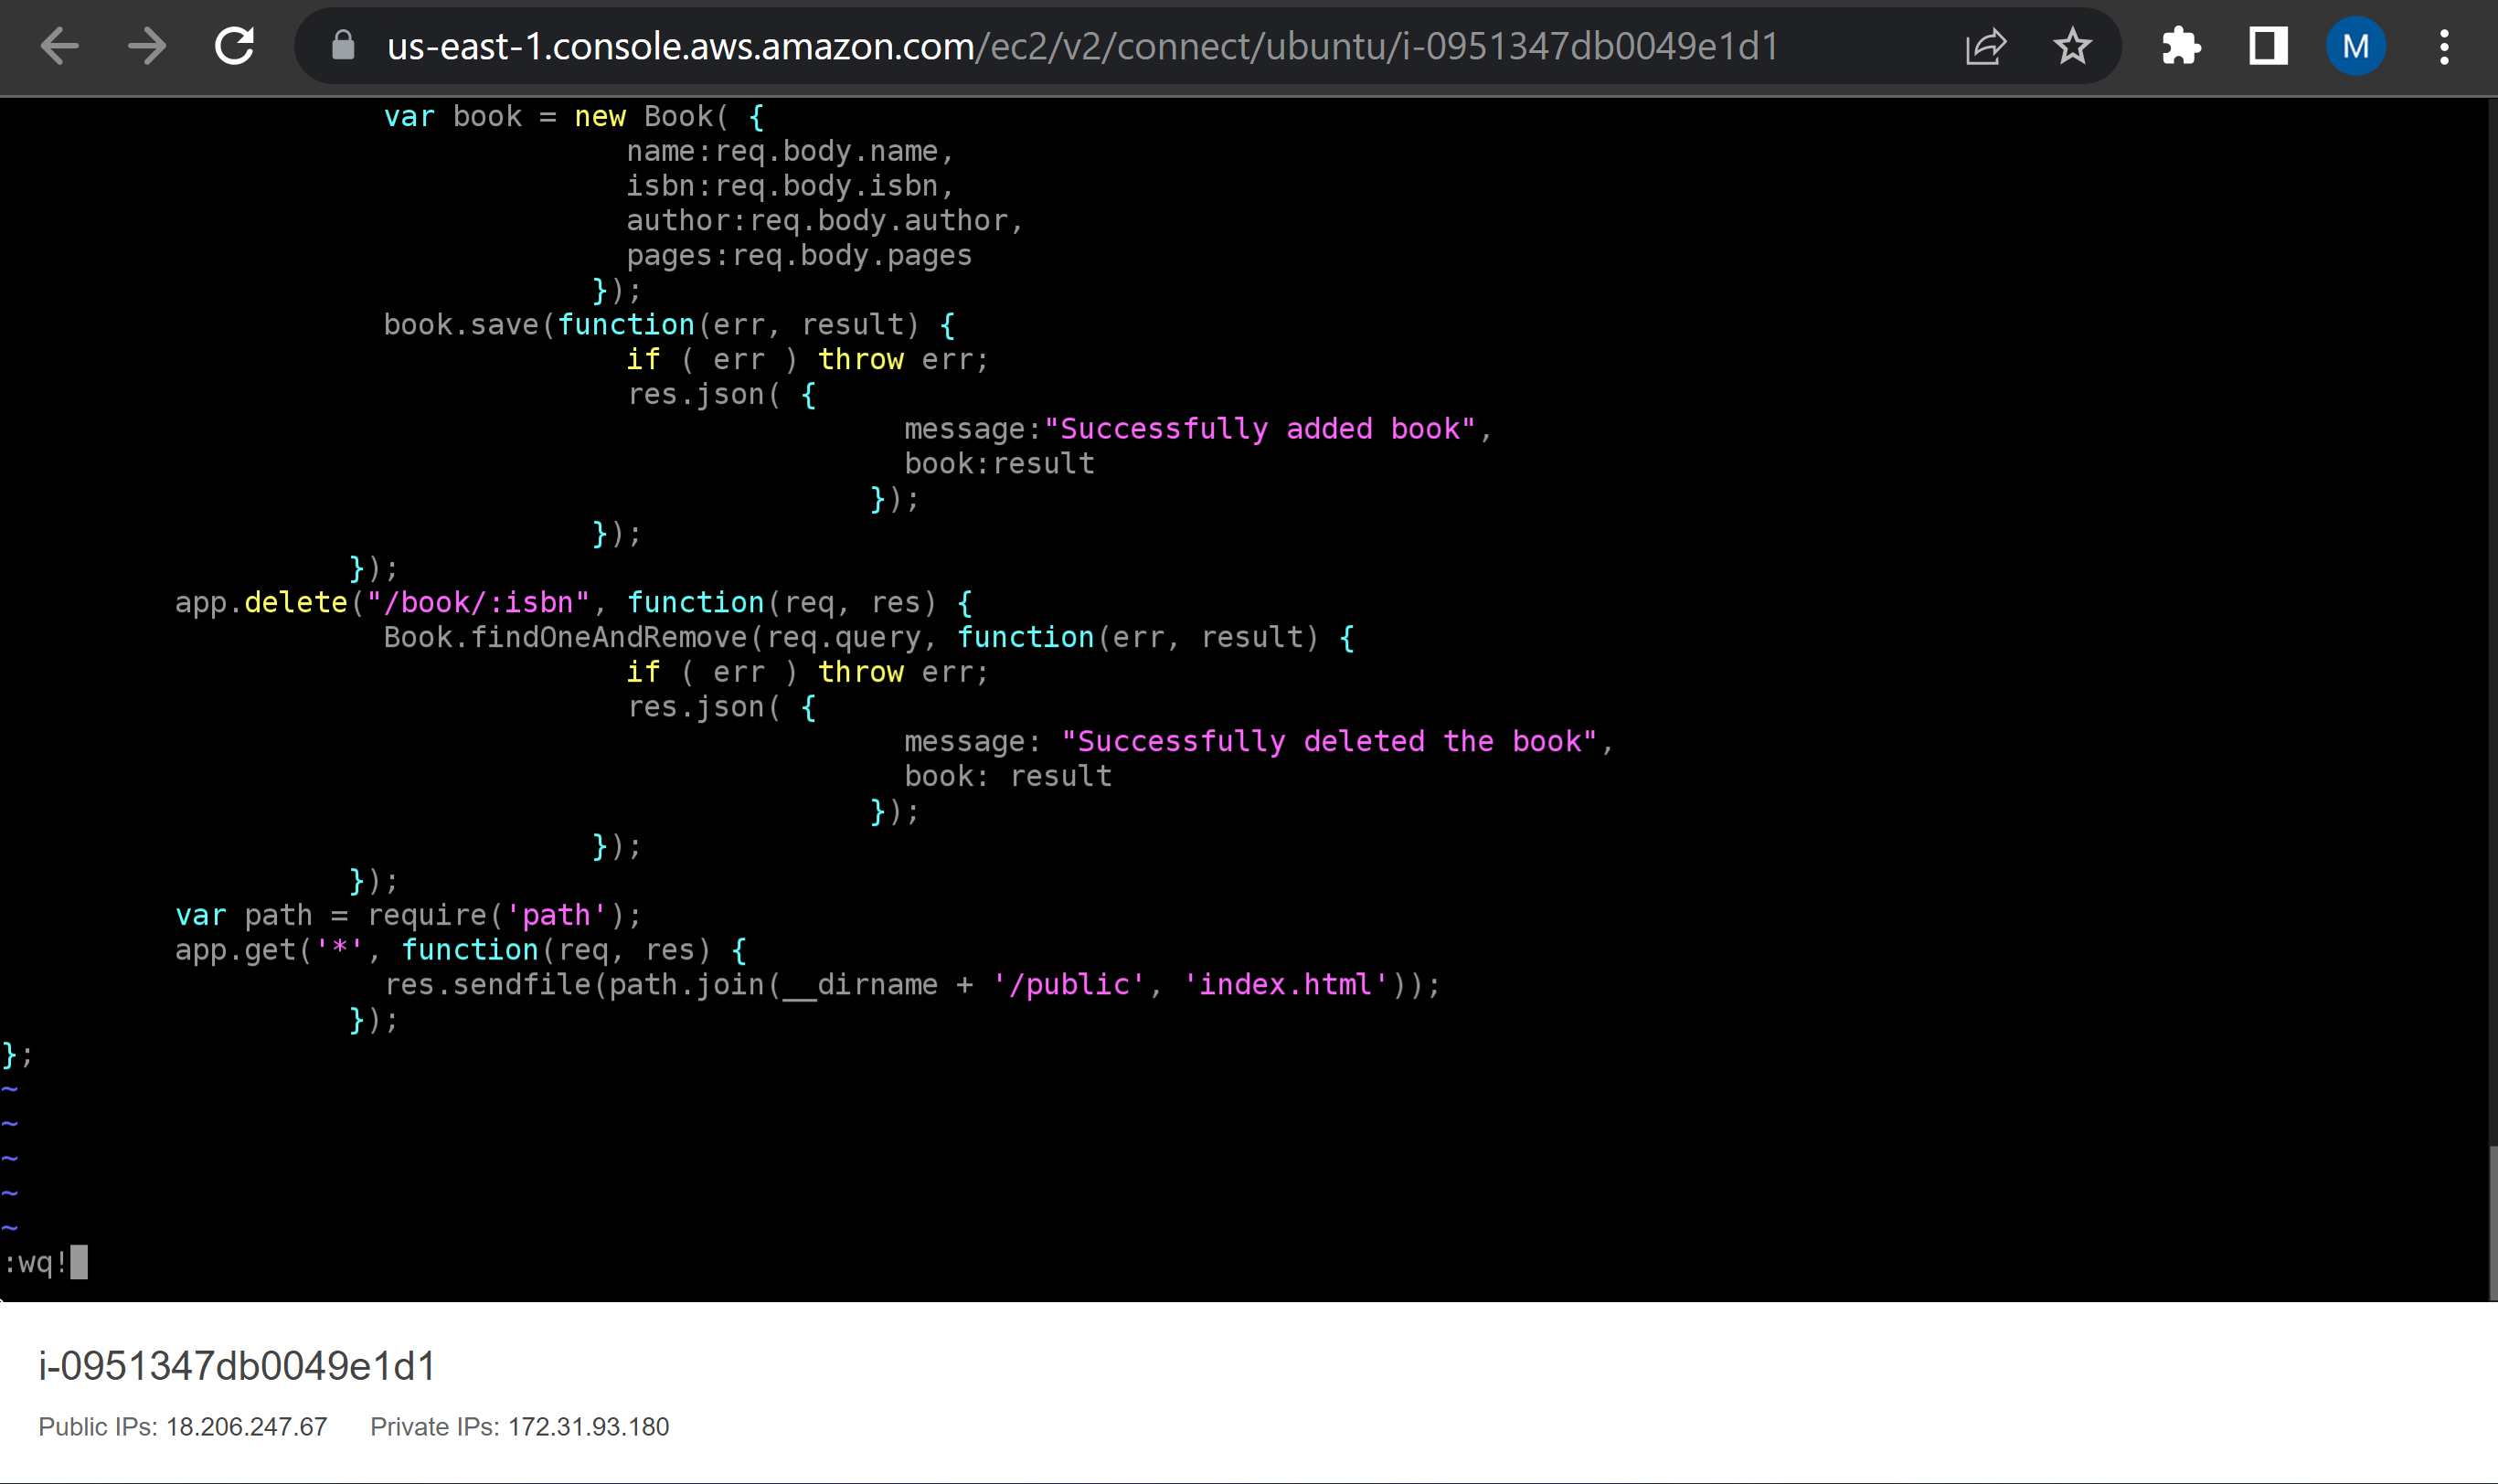 us-east-1.console.aws.amazon.com/ec2/v2/connect/ubuntu/i-0951347db0049e1d1
M
var book = new Book( {
name:req.body.name,
isbn:req.body.isbn,
author:req.body.author,
pages:req.body.pages
});
book.save(function(err, result) {
if ( err ) throw err;
res.json( {
message:"Successfully added book",
book:result
});
});
});
app.delete("/book/:isbn", function(req, res) {
Book.findOneAndRemove(req.query, function(err, result) {
if ( err ) throw err;
res.json( {
message: "Successfully deleted the book",
book: result
});
});
});
var path = require('path');
app.get('*', function(req, res) {
res.sendfile(path.join(__dirname + '/public', 'index.html'));
});
};
~
~
~
~
~
:wq!
i-0951347db0049e1d1
Public IPs: 18.206.247.67 Private IPs: 172.31.93.180